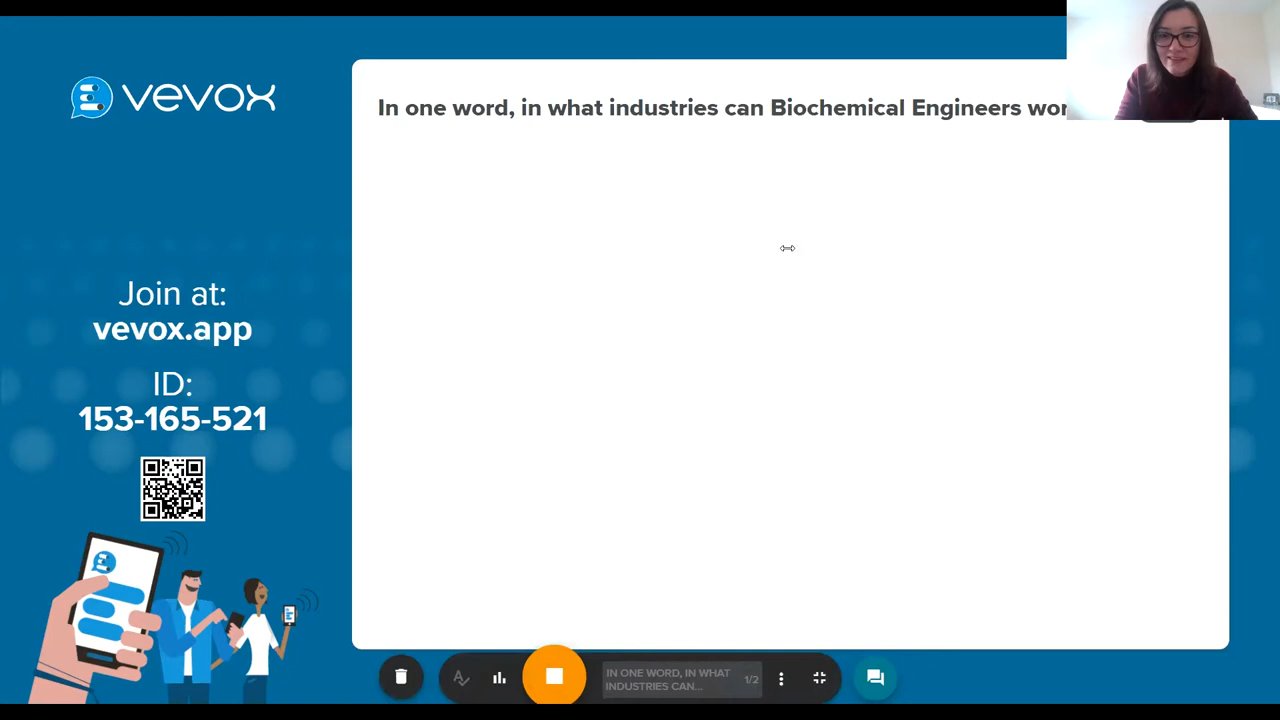 vevox
In one word, in what industries can Biochemical Engineers
Join at:
vevox.app
ID:
153-165-521
IN ONE WORD, IN WHAT
INDUSTRIES CAN...
1/2